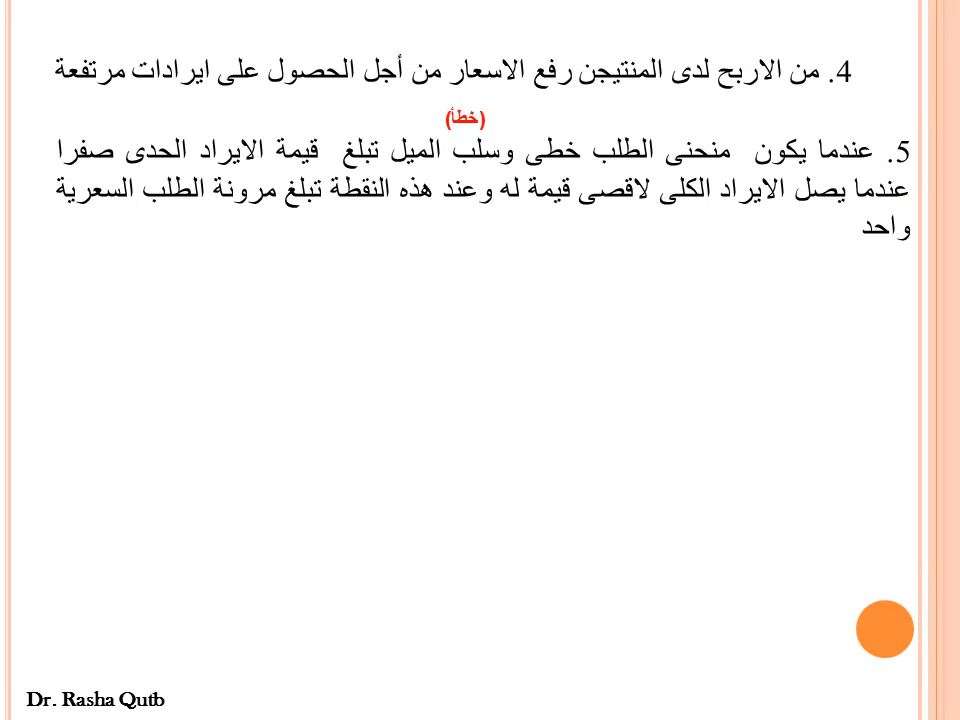 4. من الاربح لدى المنتيجن رفع الاسعار من أجل الحصول على ايرادات مرتفعة
(خطأ)
5. عندما يكون منحنى الطلب خطى وسلب الميل تبلغ قيمة الايراد الحدى صفرا
عندما يصل الايراد الكلى لاقصى قيمة له وعند هذه النقطة تبلغ مرونة الطلب السعرية
واحد
Dr. Rasha Qutb